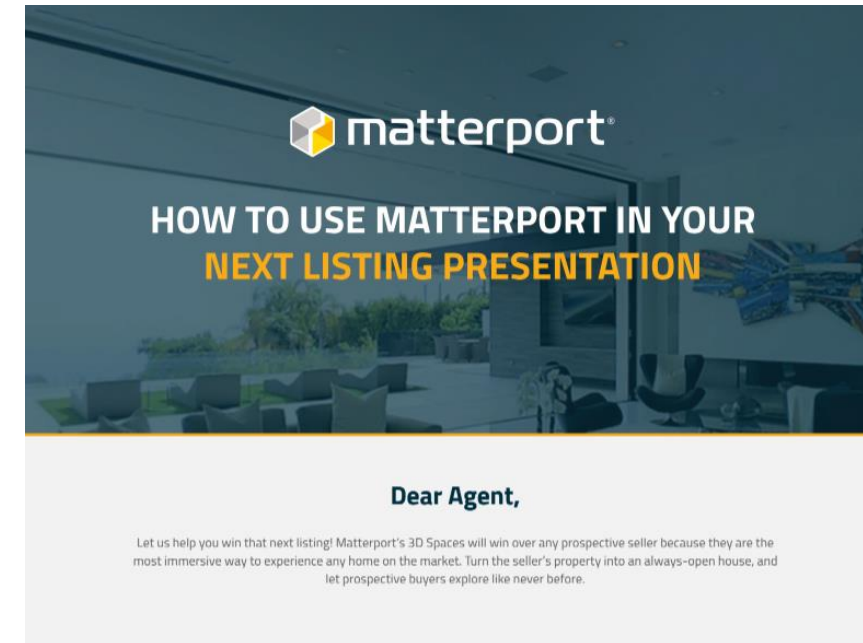 matterport®
HOW TO USE MATTERPORT IN YOUR
NEXT LISTING PRESENTATION
Dear Agent,
Let us help you win that next listing! Matterport's 3D Spaces will win over any prospective seller because they are the
most immersive way to experience any home on the market. Turn the seller's property into an always-open house, and
let prospective buyers explore like never before.